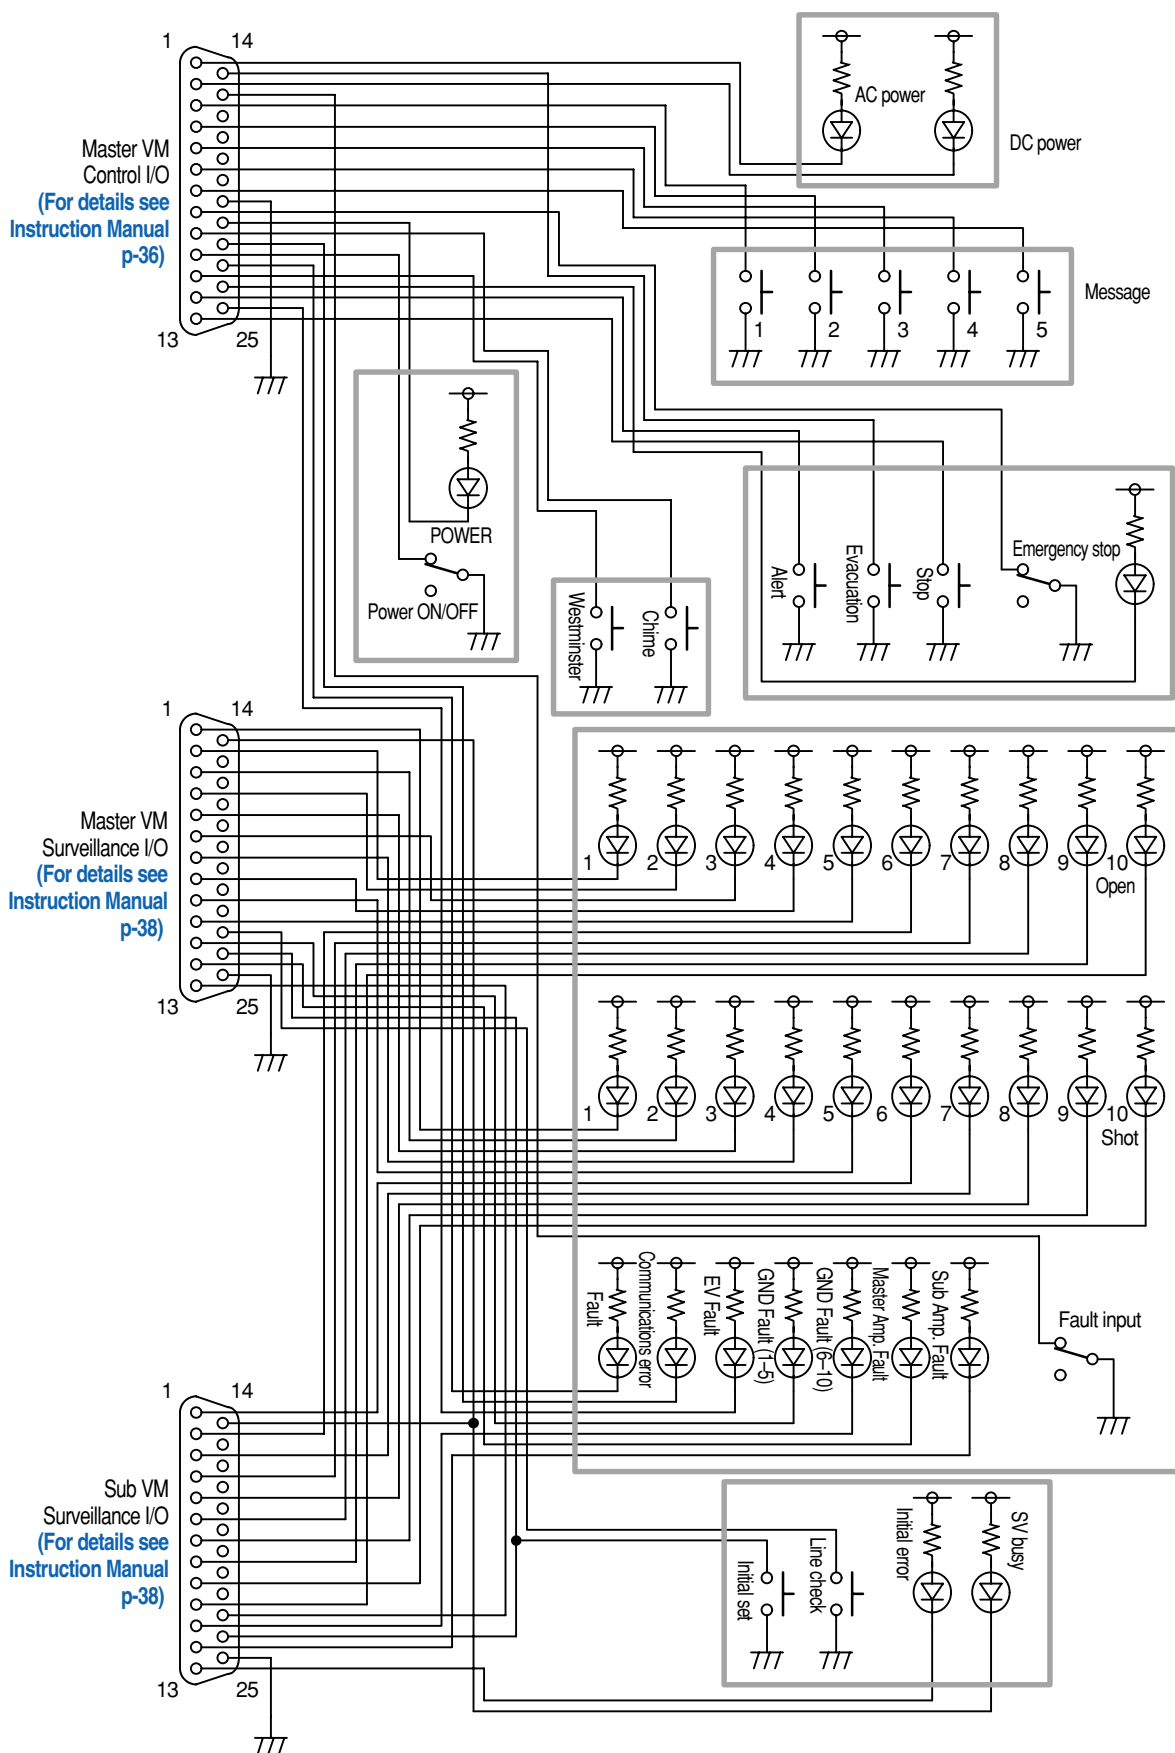 1
14
Master VM
Control I/O
(For details see
Instruction Manual
p-36)
13
25
AC power
DC power
1
2
3
4
5
Message
POWER
Power ON/OFF
Westminster
Chime
Alert
Evacuation
Stop
Emergency stop
1
14
Master VM
Surveillance I/O
(For details see
Instruction Manual
p-38)
13
25
1
2
3
4
5
6
7
8
9
10
Open
1
2
3
4
5
6
7
8
9
10
Shot
Fault
Communications error
EV Fault
GND Fault (1–5)
GND Fault (6–10)
Master Amp. Fault
Sub Amp. Fault
Fault input
1
14
Sub VM
Surveillance I/O
(For details see
Instruction Manual
p-38)
13
25
Initial set
Line check
Initial error
SV busy